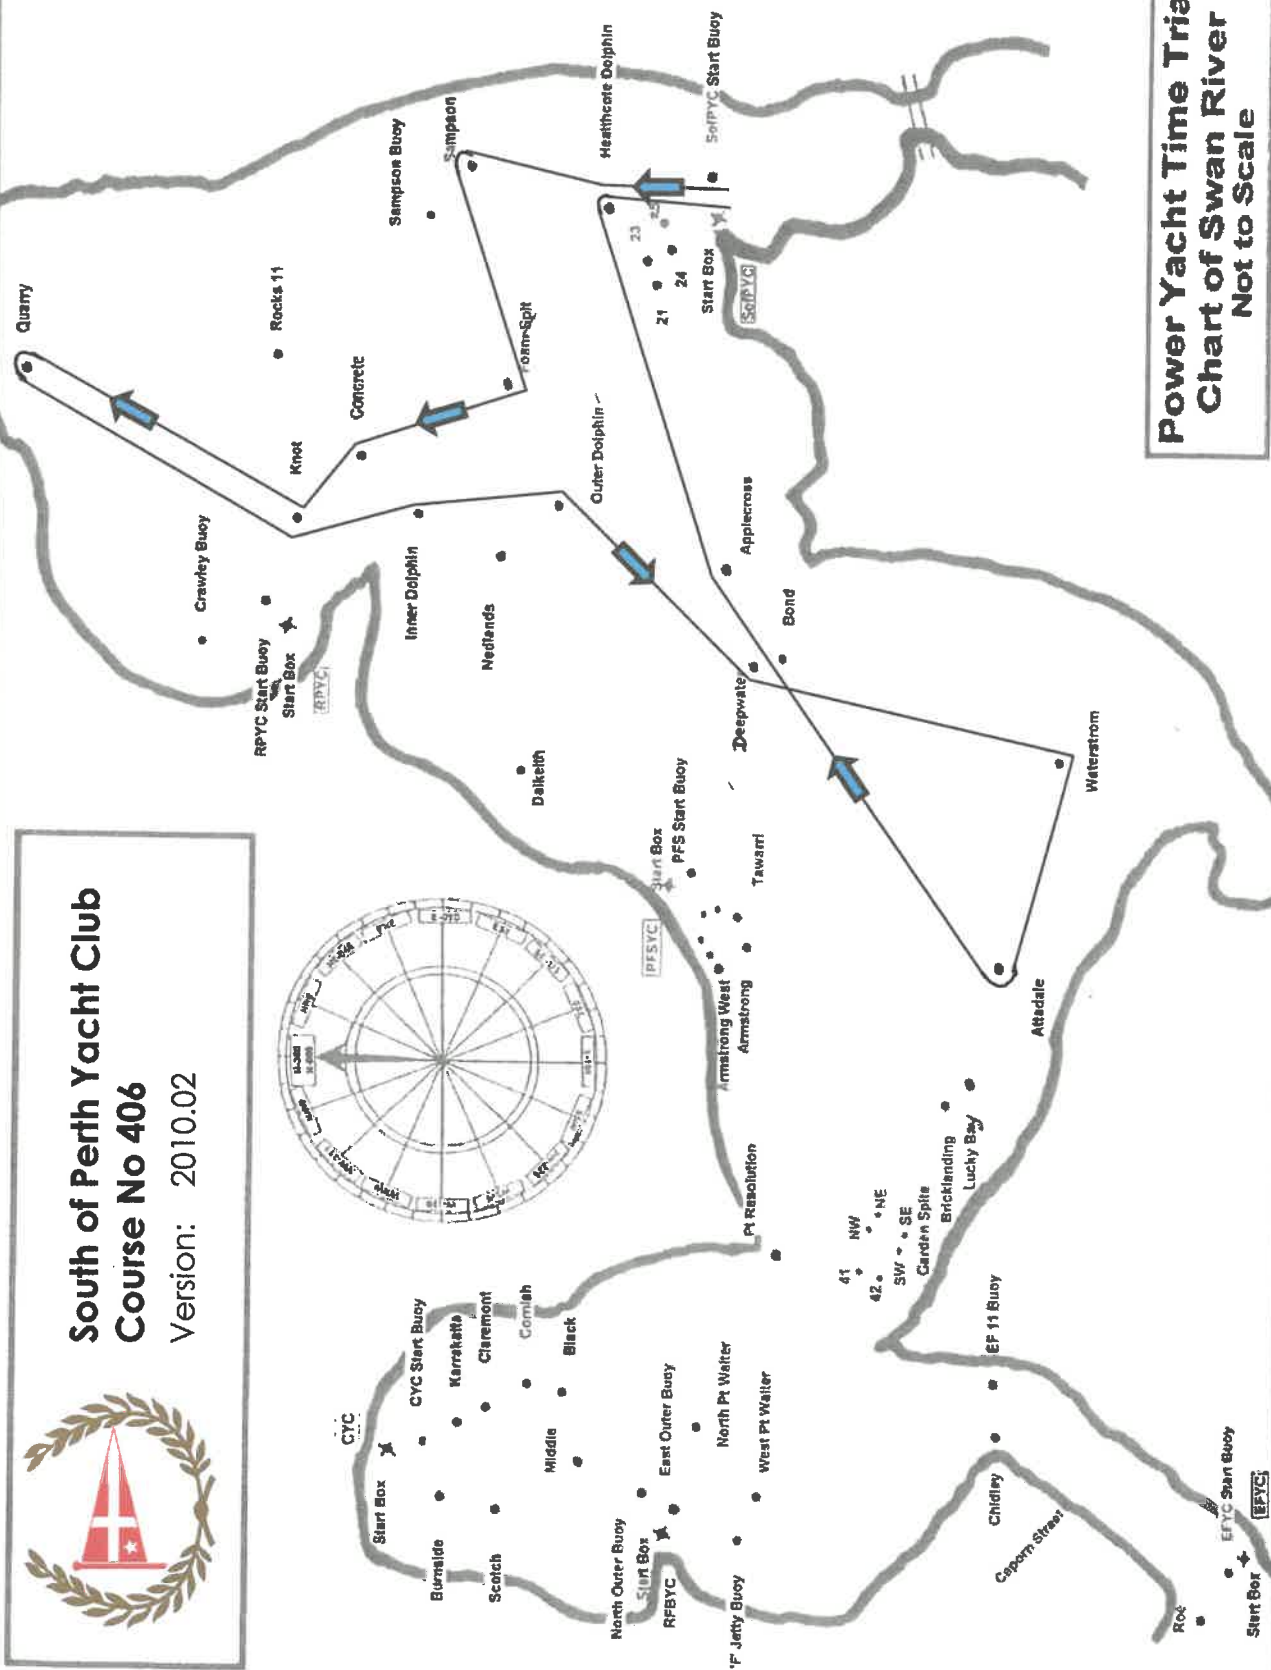 South of Perth Yacht Club
Course No 406
Version: 2010.02
CYC
Start Box
CYC Start Buoy
Karrakatta
Claremont
Cornish
Black
Burnside
Scotch
Middle
North Outer Buoy
Start Box
RFBYC
East Outer Buoy
North Pt Walter
West Pt Walter
'F' Jetty Buoy
Pt Resolution
Chidley
Caporn Street
EF 11 Buoy
Roe
EFYC Start Buoy
EFYC
Start Box
41
NW
NE
42
SW
SE
Garden Spite
Bricklanding
Lucky Bay
Armstrong West
Armstrong
PFSYC
Start Box
PFS Start Buoy
Tawarri
Attadale
Waterstrom
Dalkeith
Deepwate
Bond
Applecross
Nedlands
Inner Dolphin
Outer Dolphin
RPYC Start Buoy
Start Box
RPYC
Crawley Buoy
Knot
Concrete
Rocks 11
Quarry
Sampson Buoy
Sampson
Heathcote Dolphin
SofPYC Start Buoy
23
21
24
Start Box
SofPYC
Power Yacht Time Tria
Chart of Swan River
Not to Scale